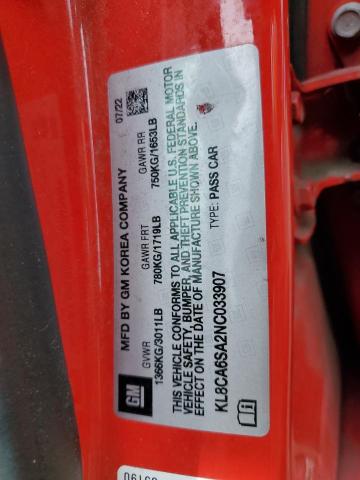 GM
MFD BY GM KOREA COMPANY 07/22
GVWR GAWR FRT GAWR RR
1366KG/3011LB 780KG/1719LB 750KG/1653LB
THIS VEHICLE CONFORMS TO ALL APPLICABLE U.S. FEDERAL MOTOR
VEHICLE SAFETY, BUMPER, AND THEFT PREVENTION STANDARDS IN
EFFECT ON THE DATE OF MANUFACTURE SHOWN ABOVE.
KL8CA6SA2NC033907 TYPE: PASS CAR